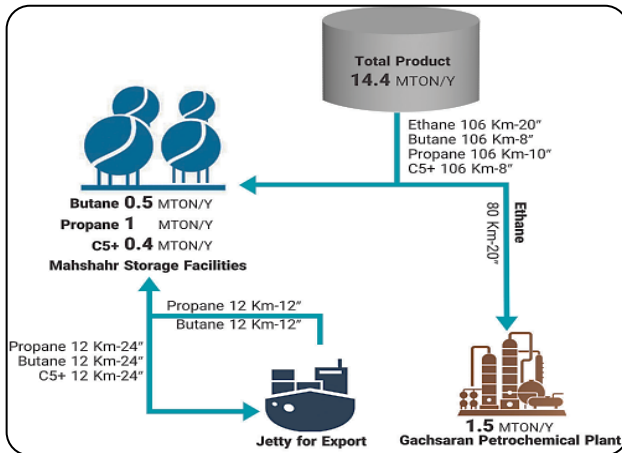 Total Product
14.4 MTON/Y
Ethane 106 Km-20″
Butane 106 Km-8″
Propane 106 Km-10″
C5+ 106 Km-8″
Butane 0.5 MTON/Y
Propane 1 MTON/Y
C5+ 0.4 MTON/Y
Mahshahr Storage Facilities
Ethane
80 Km-20″
Propane 12 Km-12″
Butane 12 Km-12″
Propane 12 Km-24″
Butane 12 Km-24″
C5+ 12 Km-24″
Jetty for Export
1.5 MTON/Y
Gachsaran Petrochemical Plant